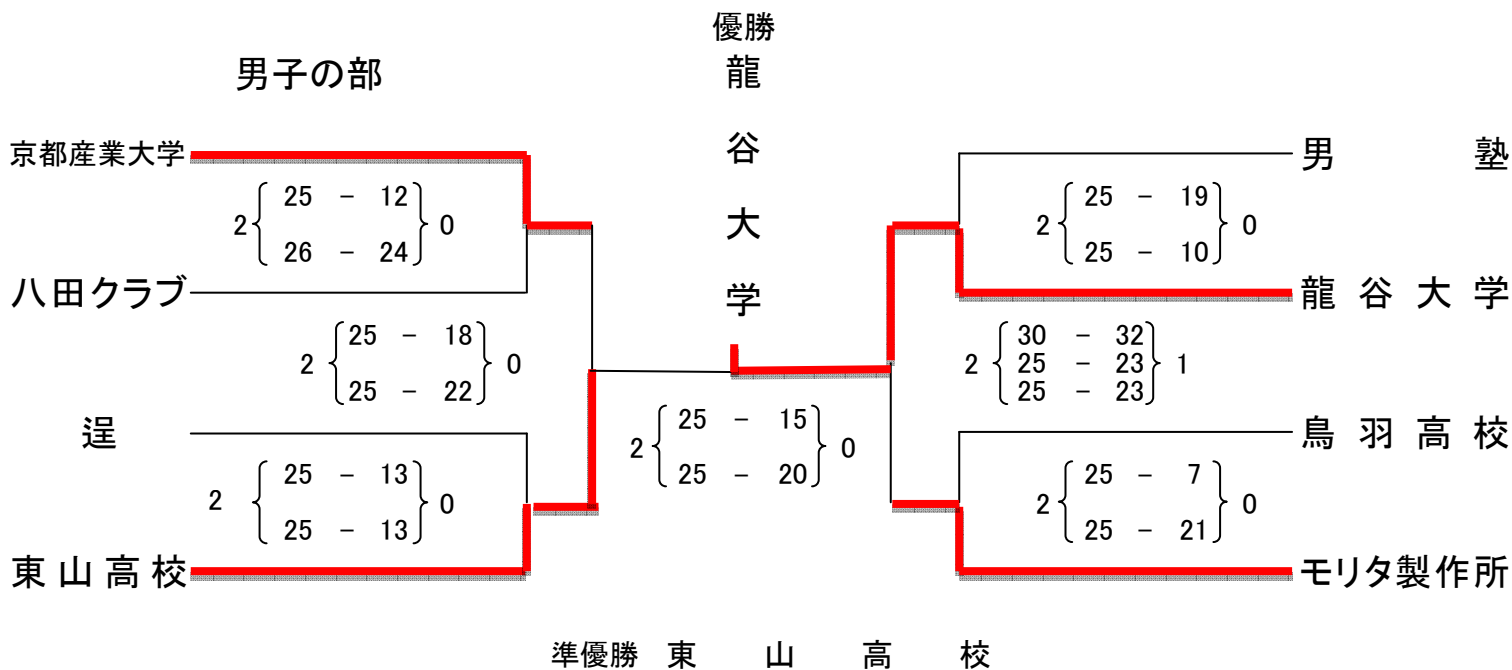 優勝
龍谷大学
男子の部
京都産業大学
2 { 25 － 12 } 0
26 － 24
八田クラブ
2 { 25 － 18 } 0
25 － 22
逞
2 { 25 － 13 } 0
25 － 13
東山高校
2 { 25 － 15 } 0
25 － 20
男　塾
2 { 25 － 19 } 0
25 － 10
龍谷大学
30 － 32
2 { 25 － 23 } 1
25 － 23
鳥羽高校
2 { 25 － 7 } 0
25 － 21
モリタ製作所
準優勝 東山高校